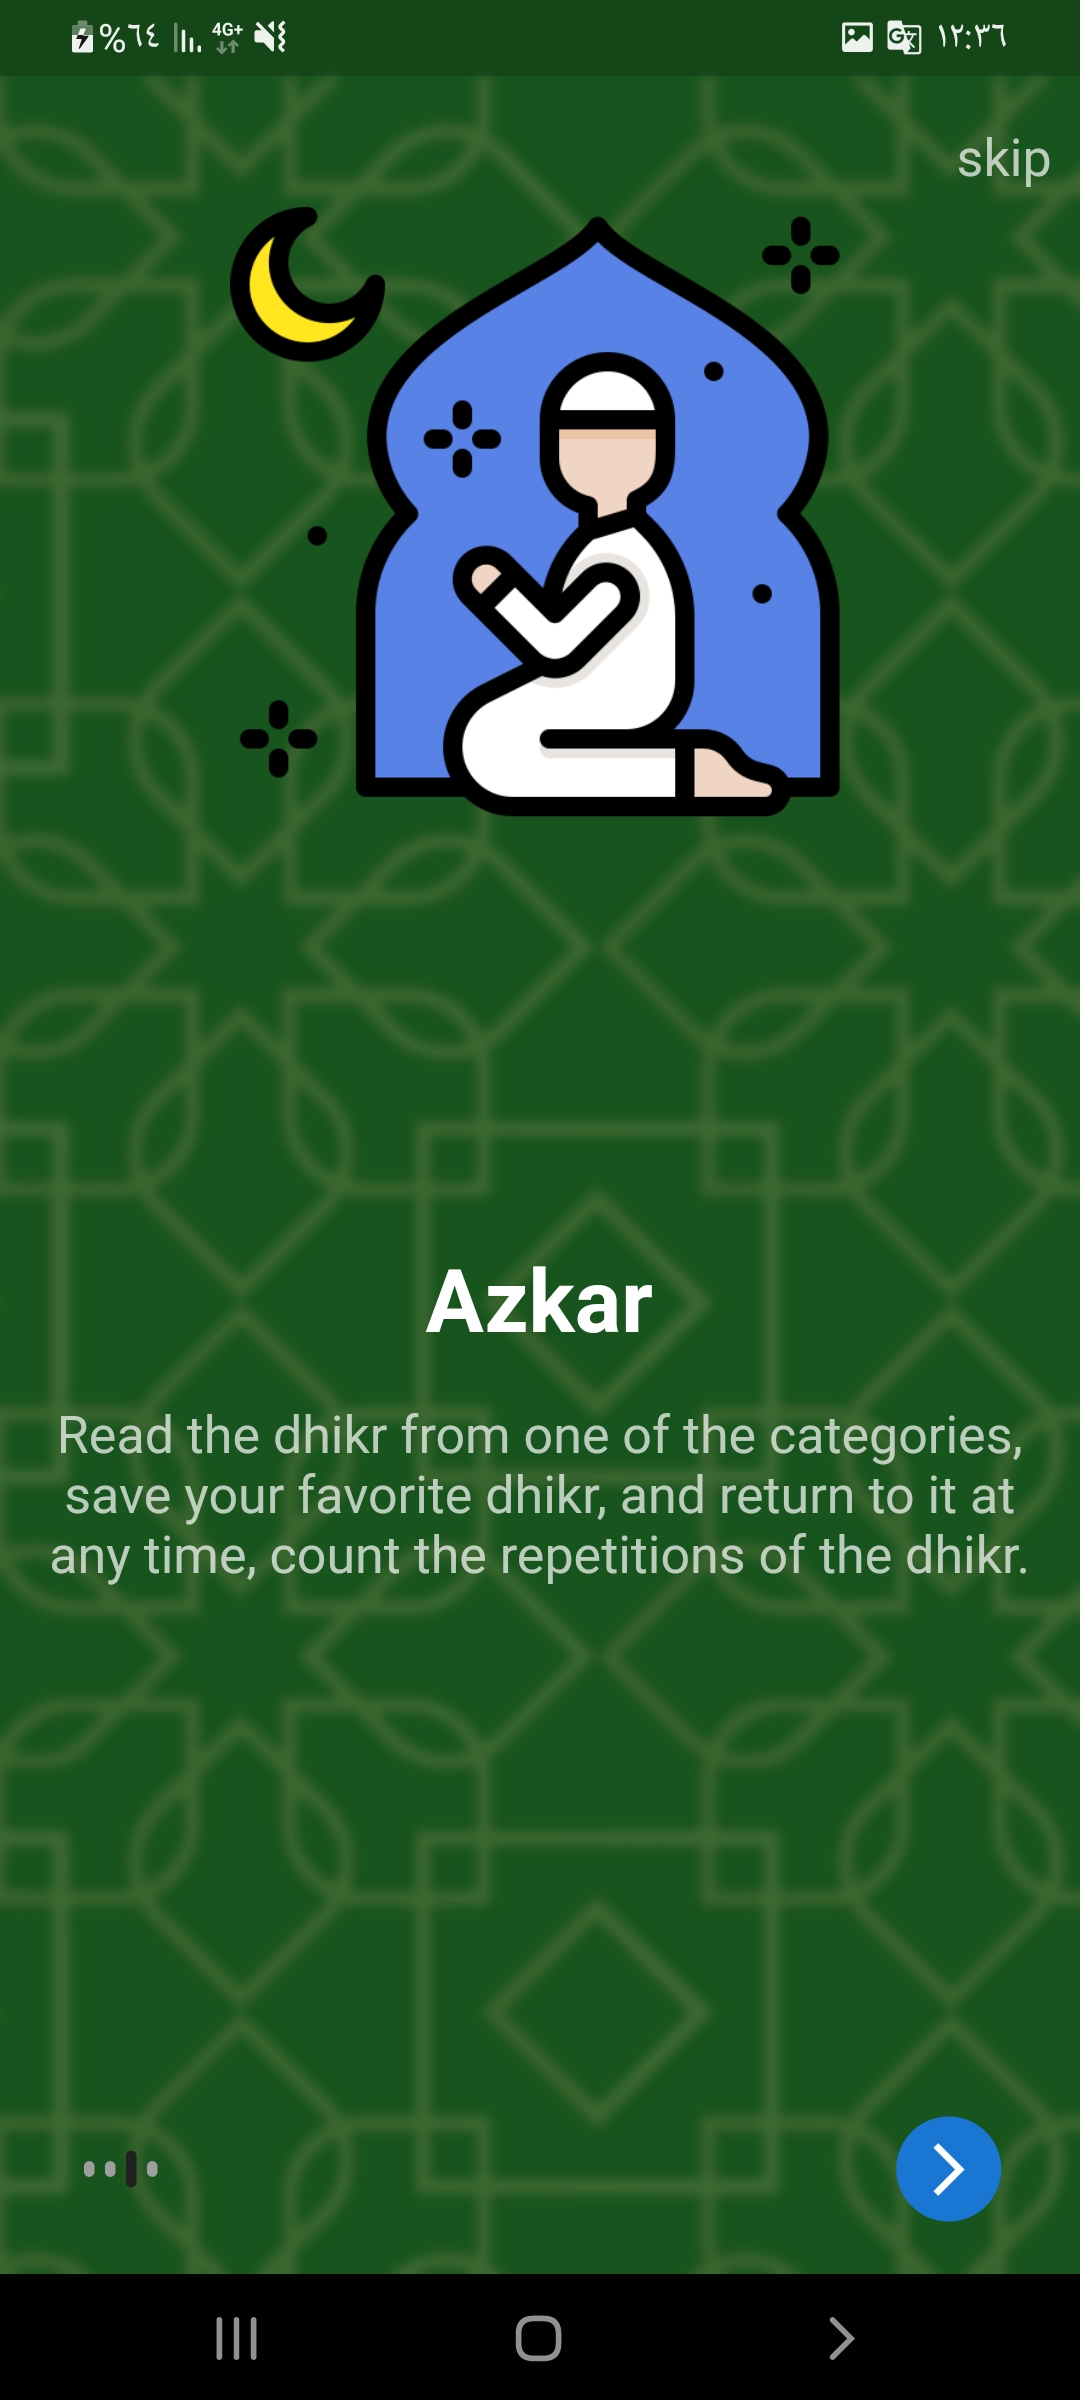 %٦٤ 4G+ ١٢:٣٦
skip
Azkar
Read the dhikr from one of the categories,
save your favorite dhikr, and return to it at
any time, count the repetitions of the dhikr.